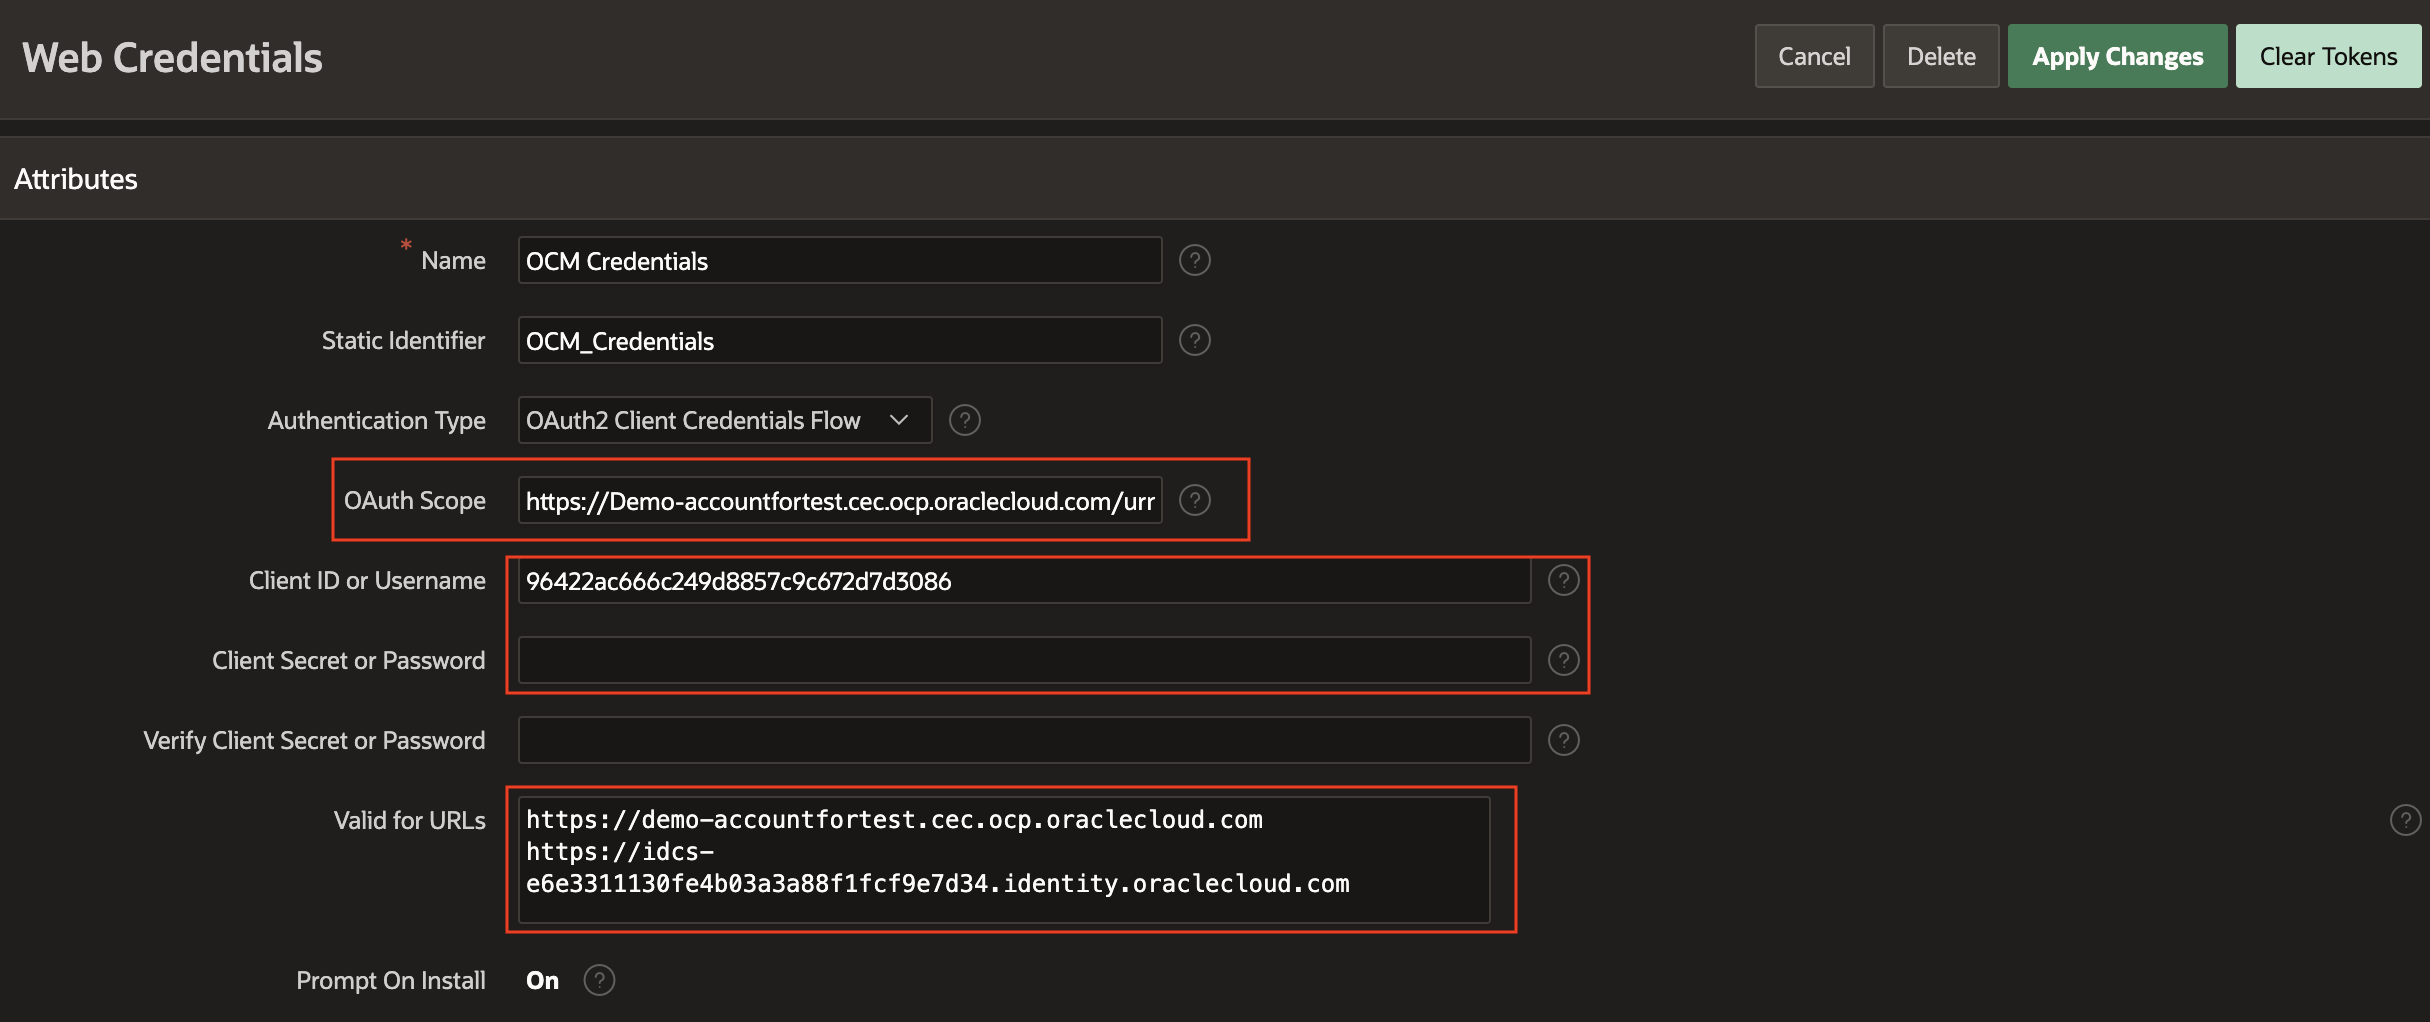 Web Credentials
Cancel
Delete
Apply Changes
Clear Tokens
Attributes
* Name
OCM Credentials
?
Static Identifier
OCM_Credentials
?
Authentication Type
OAuth2 Client Credentials Flow
?
OAuth Scope
https://Demo-accountfortest.cec.ocp.oraclecloud.com/urr
?
Client ID or Username
96422ac666c249d8857c9c672d7d3086
?
Client Secret or Password
?
Verify Client Secret or Password
?
Valid for URLs
https://demo-accountfortest.cec.ocp.oraclecloud.com
https://idcs-
e6e3311130fe4b03a3a88f1fcf9e7d34.identity.oraclecloud.com
?
Prompt On Install
On
?